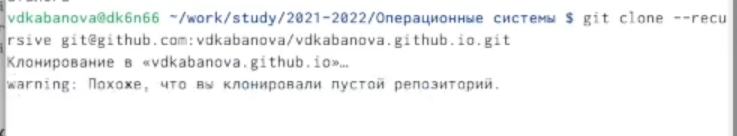 vdkabanova@dk6n66 ~/work/study/2021-2022/Операционные системы $ git clone --recu
rsive git@github.com:vdkabanova/vdkabanova.github.io.git
Клонирование в «vdkabanova.github.io»…
warning: Похоже, что вы клонировали пустой репозиторий.